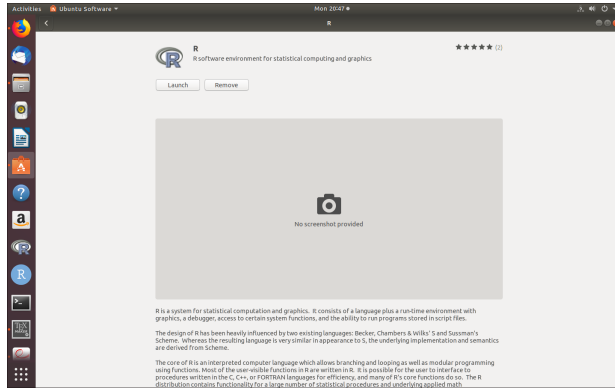 Activities Ubuntu Software Mon 20:47
R
R
R software environment for statistical computing and graphics
(2)
Launch Remove
No screenshot provided
R is a system for statistical computation and graphics. It consists of a language plus a run-time environment with
graphics, a debugger, access to certain system functions, and the ability to run programs stored in script files.
The design of R has been heavily influenced by two existing languages: Becker, Chambers & Wilks' S and Sussman's
Scheme. Whereas the resulting language is very similar in appearance to S, the underlying implementation and semantics
are derived from Scheme.
The core of R is an interpreted computer language which allows branching and looping as well as modular programming
using functions. Most of the user-visible functions in R are written in R. It is possible for the user to interface to
procedures written in the C, C++, or FORTRAN languages for efficiency, and many of R's core functions do so. The R
distribution contains functionality for a large number of statistical procedures and underlying applied math